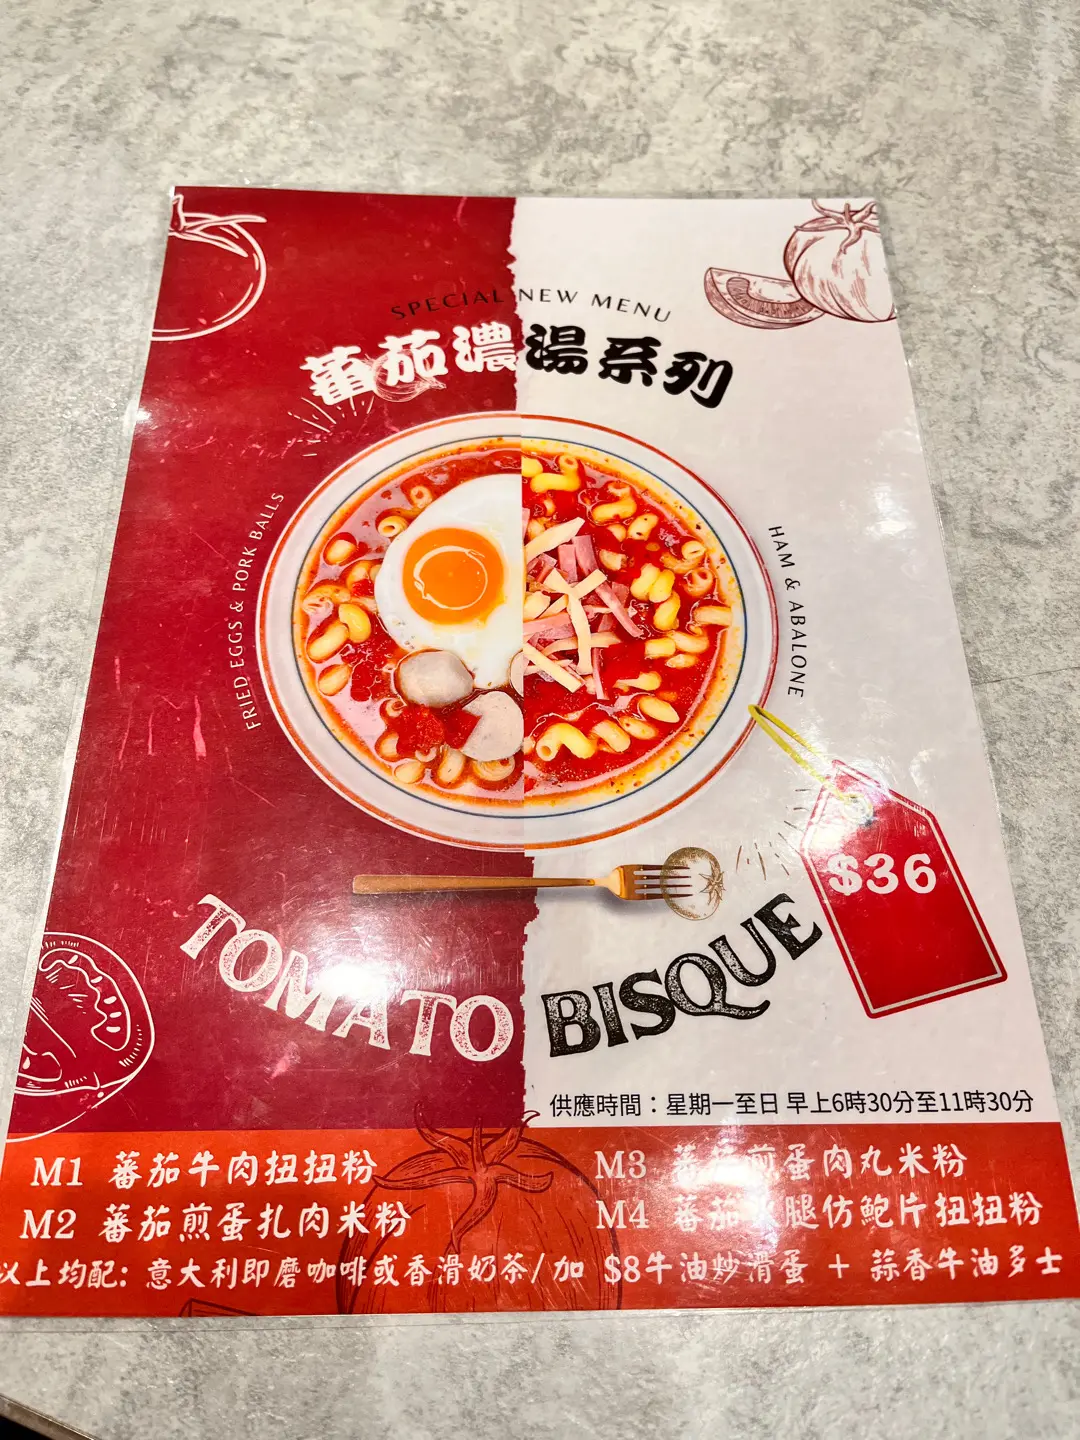 SPECIAL NEW MENU
蕃茄濃湯系列
FRIED EGGS & PORK BALLS
HAM & ABALONE
$36
TOMATO BISQUE
供應時間：星期一至日 早上6時30分至11時30分
M1 蕃茄牛肉扭扭粉
M2 蕃茄煎蛋扎肉米粉
M3 蕃茄煎蛋肉丸米粉
M4 蕃茄火腿仿鮑片扭扭粉
以上均配: 意大利即磨咖啡或香滑奶茶/加 $8牛油炒滑蛋 + 蒜香牛油多士